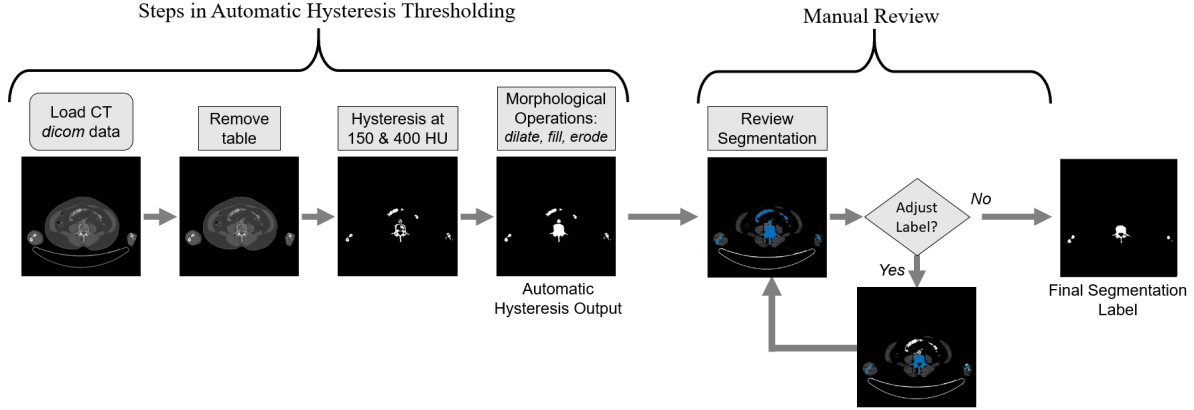 Steps in Automatic Hysteresis Thresholding
Manual Review
Load CT
dicom data
Remove
table
Hysteresis at
150 & 400 HU
Morphological
Operations:
dilate, fill, erode
Automatic
Hysteresis Output
Review
Segmentation
Adjust
Label?
No
Yes
Final Segmentation
Label